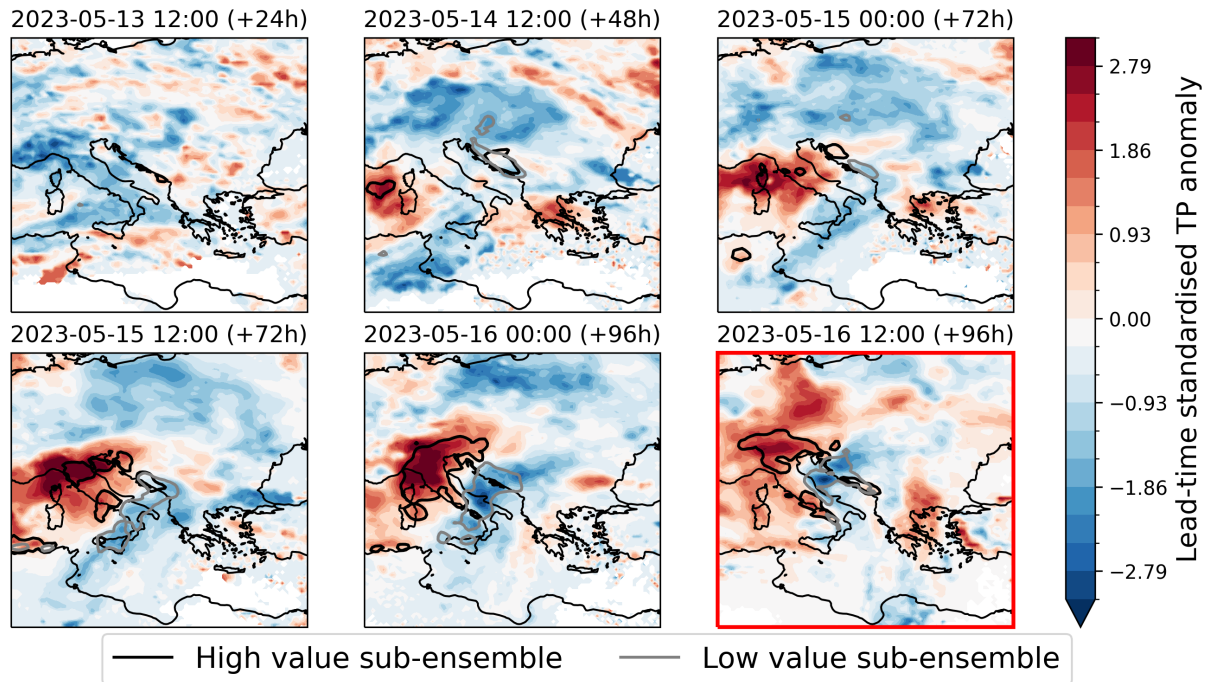 2023-05-13 12:00 (+24h)
2023-05-14 12:00 (+48h)
2023-05-15 00:00 (+72h)
2023-05-15 12:00 (+72h)
2023-05-16 00:00 (+96h)
2023-05-16 12:00 (+96h)
2.79
1.86
0.93
0.00
−0.93
−1.86
−2.79
Lead-time standardised TP anomaly
High value sub-ensemble
Low value sub-ensemble